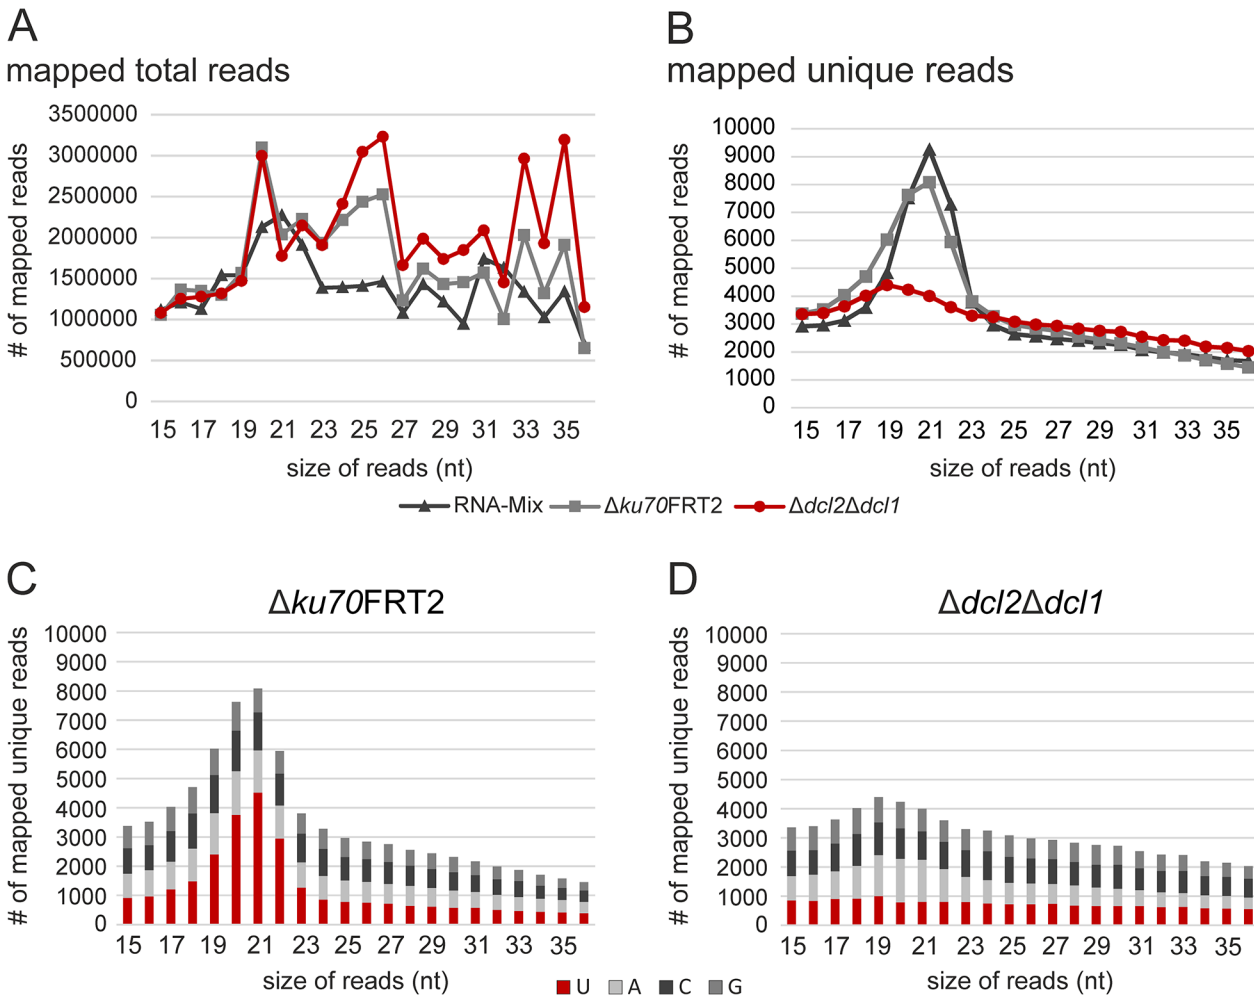 A
mapped total reads
# of mapped reads
3500000
3000000
2500000
2000000
1500000
1000000
500000
0
15 17 19 21 23 25 27 29 31 33 35
size of reads (nt)
B
mapped unique reads
# of mapped reads
10000
9000
8000
7000
6000
5000
4000
3000
2000
1000
0
15 17 19 21 23 25 27 29 31 33 35
size of reads (nt)
RNA-Mix Δku70FRT2 Δdcl2Δdcl1
C
Δku70FRT2
# of mapped unique reads
10000
9000
8000
7000
6000
5000
4000
3000
2000
1000
0
15 17 19 21 23 25 27 29 31 33 35
size of reads (nt)
D
Δdcl2Δdcl1
# of mapped unique reads
10000
9000
8000
7000
6000
5000
4000
3000
2000
1000
0
15 17 19 21 23 25 27 29 31 33 35
size of reads (nt)
U A C G